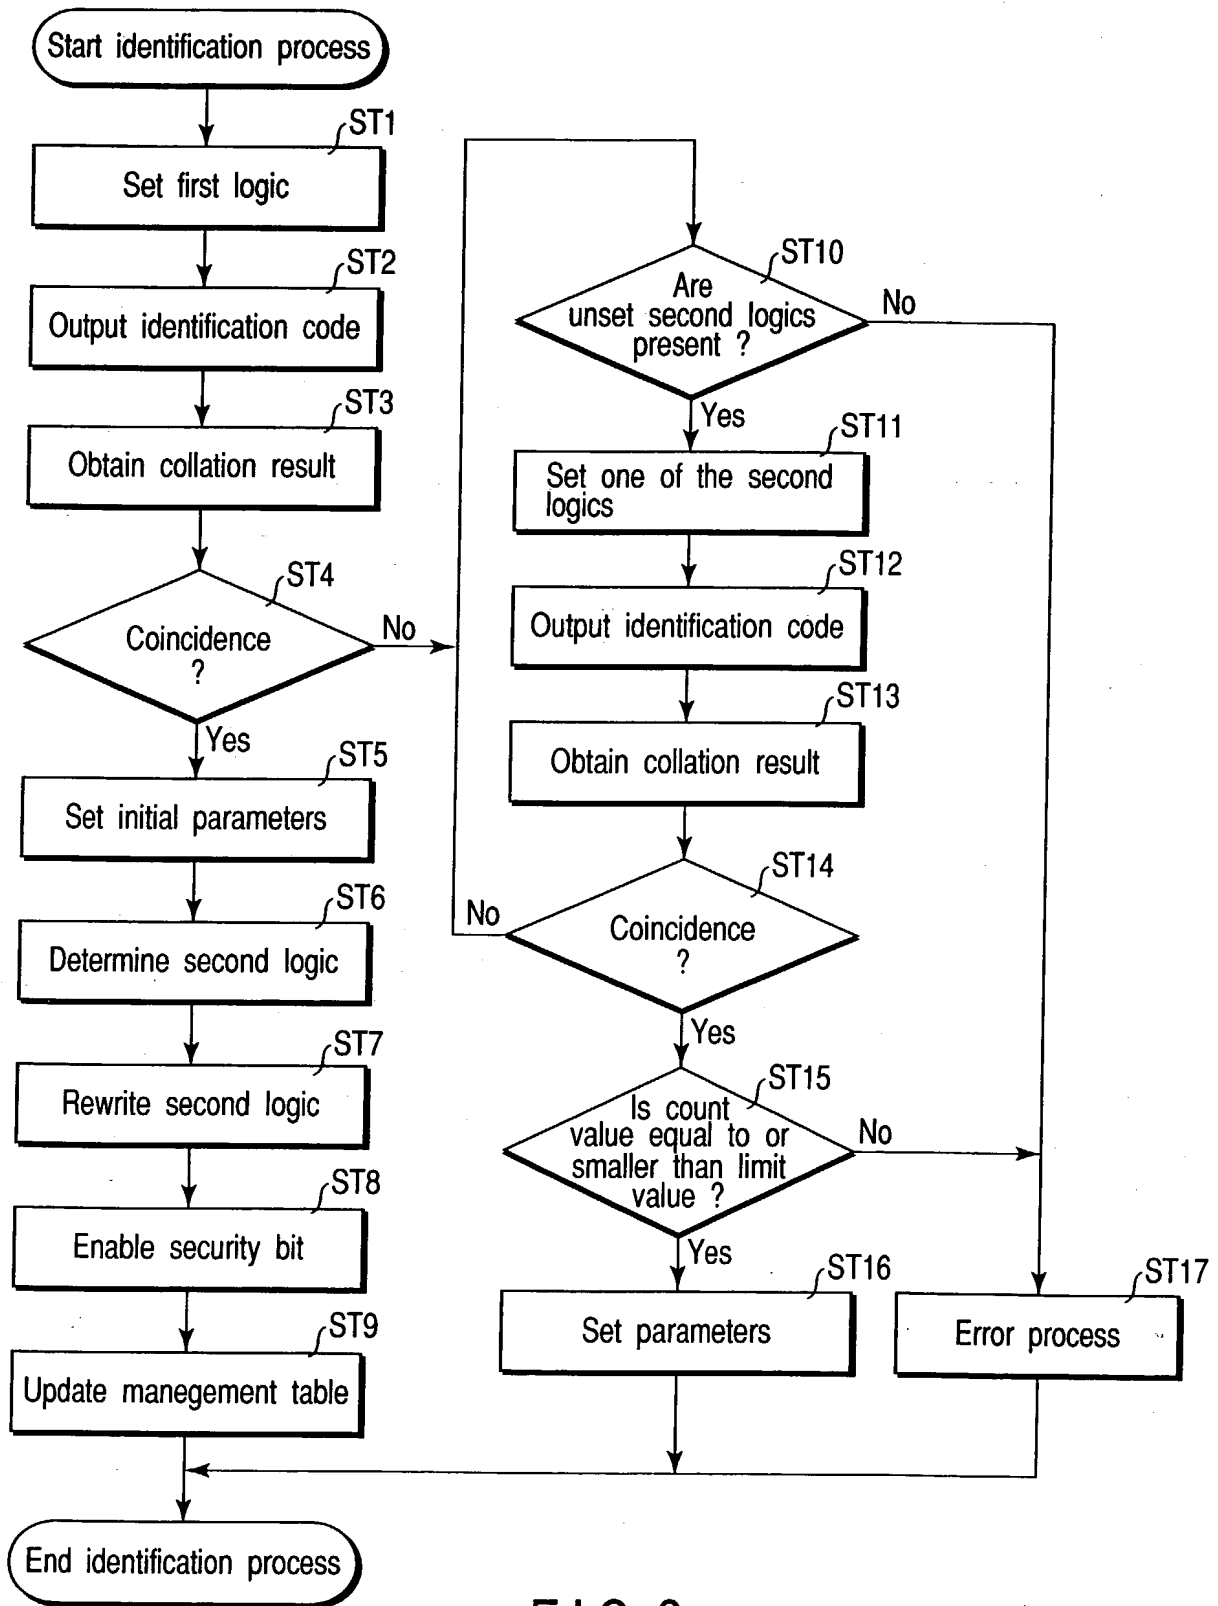 Start identification process
ST1
Set first logic
ST2
Output identification code
ST3
Obtain collation result
ST4
Coincidence
?
No
Yes
ST5
Set initial parameters
ST6
Determine second logic
ST7
Rewrite second logic
ST8
Enable security bit
ST9
Update manegement table
End identification process
ST10
Are
unset second logics
present ?
No
Yes
ST11
Set one of the second
logics
ST12
Output identification code
ST13
Obtain collation result
ST14
Coincidence
?
No
Yes
ST15
Is count
value equal to or
smaller than limit
value ?
No
Yes
ST16
Set parameters
ST17
Error process